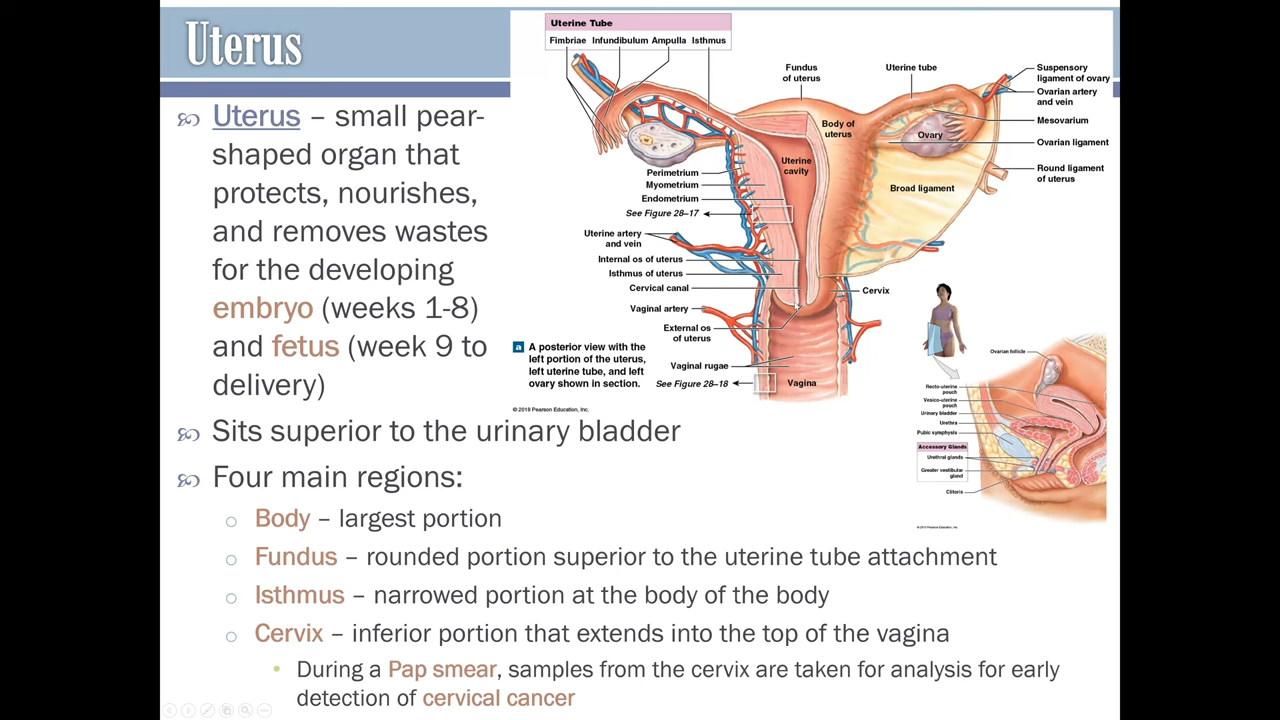 Uterus
Uterus – small pear-
shaped organ that
protects, nourishes,
and removes wastes
for the developing
embryo (weeks 1-8)
and fetus (week 9 to
delivery)
Sits superior to the urinary bladder
Four main regions:
Body – largest portion
Fundus – rounded portion superior to the uterine tube attachment
Isthmus – narrowed portion at the body of the body
Cervix – inferior portion that extends into the top of the vagina
During a Pap smear, samples from the cervix are taken for analysis for early
detection of cervical cancer
Uterine Tube
Fimbriae Infundibulum Ampulla Isthmus
Fundus
of uterus
Uterine tube
Suspensory
ligament of ovary
Ovarian artery
and vein
Mesovarium
Ovarian ligament
Round ligament
of uterus
Body of
uterus
Ovary
Uterine
cavity
Broad ligament
Perimetrium
Myometrium
Endometrium
See Figure 28–17
Uterine artery
and vein
Internal os of uterus
Isthmus of uterus
Cervical canal
Cervix
Vaginal artery
External os
of uterus
Vaginal rugae
See Figure 28–18
Vagina
a A posterior view with the
left portion of the uterus,
left uterine tube, and left
ovary shown in section.
© 2018 Pearson Education, Inc.
Ovarian follicle
Recto-uterine
pouch
Vesico-uterine
pouch
Urinary bladder
Urethra
Pubic symphysis
Accessory Glands
Urethral glands
Greater vestibular
gland
Clitoris